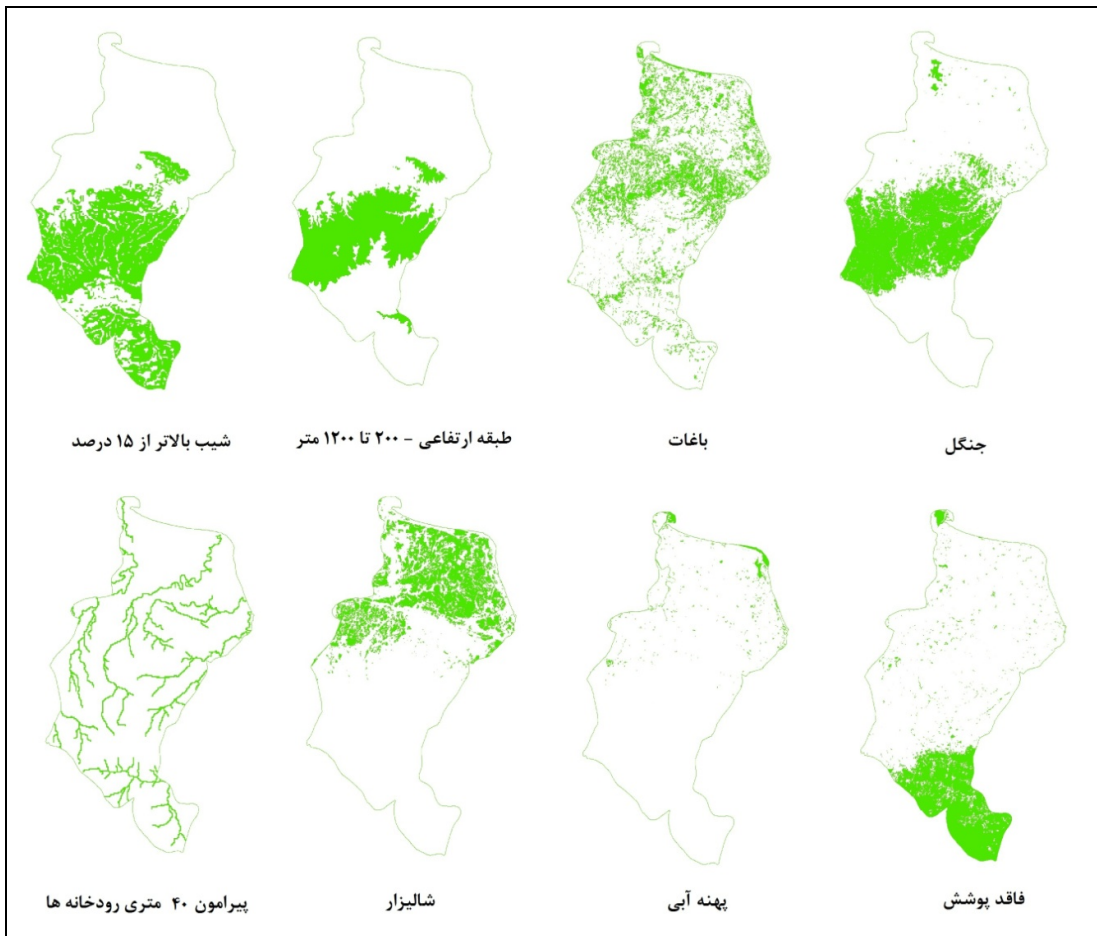 جنگل
باغات
طبقه ارتفاعی - ۲۰۰ تا ۱۲۰۰ متر
شیب بالاتر از ۱۵ درصد
فاقد پوشش
پهنه آبی
شالیزار
پیرامون ۴۰ متری رودخانه ها